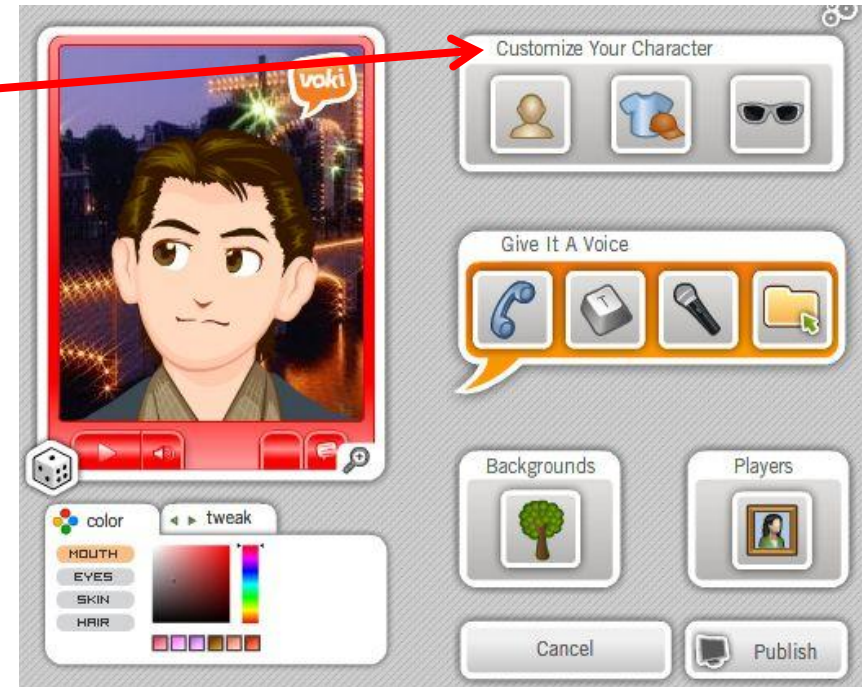 Customize Your Character
voki
Give It A Voice
T
Backgrounds
Players
color
tweak
MOUTH
EYES
SKIN
HAIR
Cancel
Publish